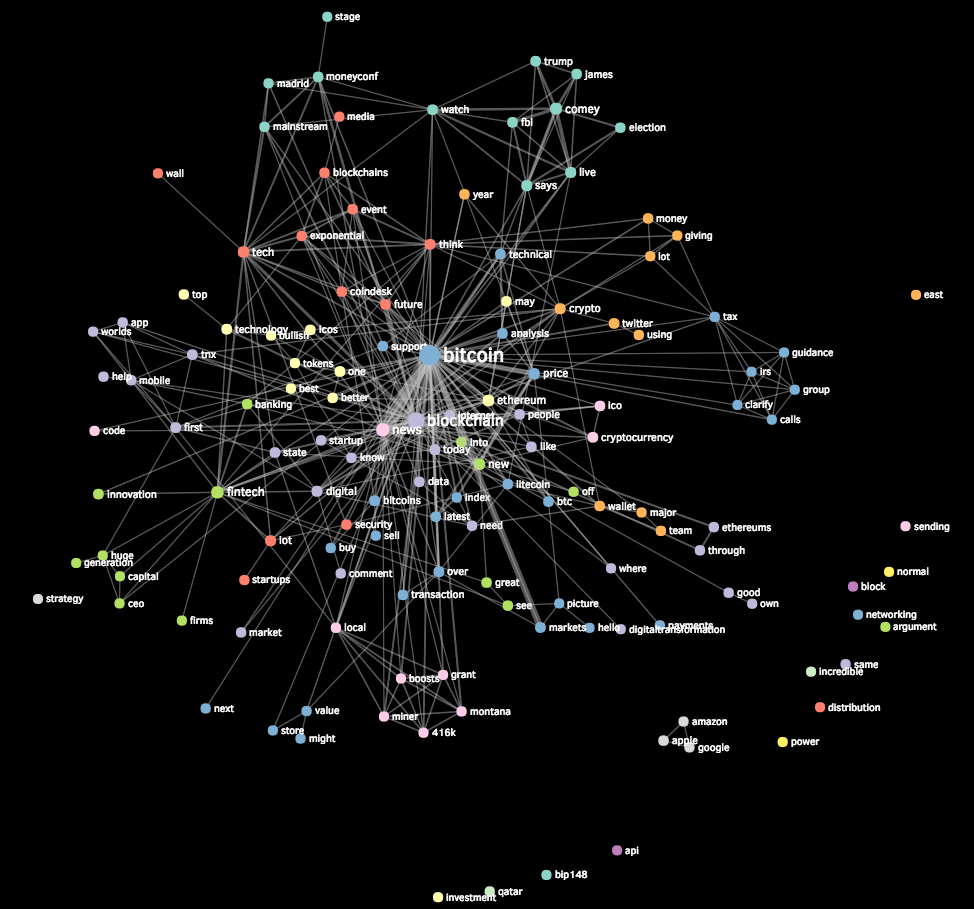 stage
trump
james
moneyconf
madrid
watch
comey
media
fbi
mainstream
election
blockchains
wall
live
says
year
event
money
exponential
giving
think
tech
technical
lot
coindesk
top
east
may
future
crypto
tax
app
twitter
worlds
technology
icos
bullish
using
analysis
support
guidance
tnx
bitcoin
tokens
one
irs
price
help
mobile
best
group
better
ethereum
banking
clarify
ico
internet
people
blockchain
calls
first
news
code
cryptocurrency
startup
into
like
today
state
know
new
data
litecoin
fintech
digital
off
innovation
index
bitcoins
btc
wallet
major
latest
security
need
ethereums
sending
team
sell
iot
buy
through
huge
generation
where
over
comment
normal
capital
startups
great
block
good
transaction
strategy
ceo
see
picture
own
networking
firms
payments
argument
local
markets
hello
digitaltransformation
market
same
incredible
grant
boosts
distribution
next
value
montana
miner
amazon
store
416k
might
apple
google
power
api
bip148
qatar
investment